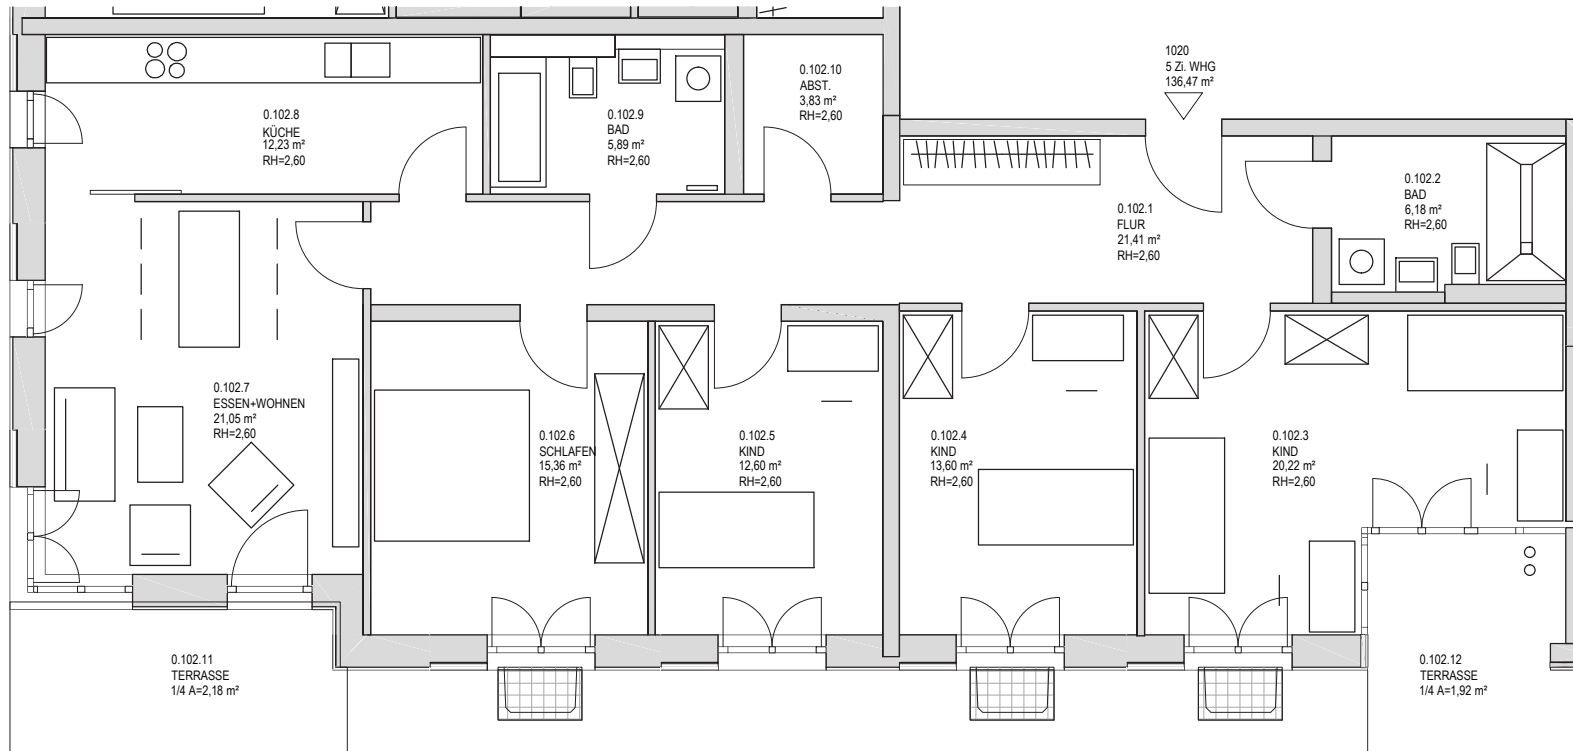 1020
5 Zi. WHG
136,47 m²
0.102.10
ABST.
3,83 m²
RH=2,60
0.102.8
KÜCHE
12,23 m²
RH=2,60
0.102.9
BAD
5,89 m²
RH=2,60
0.102.2
BAD
6,18 m²
RH=2,60
0.102.1
FLUR
21,41 m²
RH=2,60
0.102.7
ESSEN+WOHNEN
21,05 m²
RH=2,60
0.102.6
SCHLAFEN
15,36 m²
RH=2,60
0.102.5
KIND
12,60 m²
RH=2,60
0.102.4
KIND
13,60 m²
RH=2,60
0.102.3
KIND
20,22 m²
RH=2,60
0.102.11
TERRASSE
1/4 A=2,18 m²
0.102.12
TERRASSE
1/4 A=1,92 m²